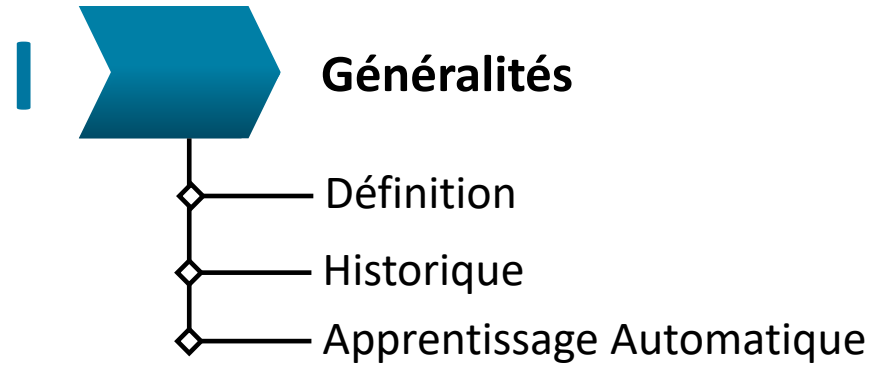 I
Généralités
Définition
Historique
Apprentissage Automatique